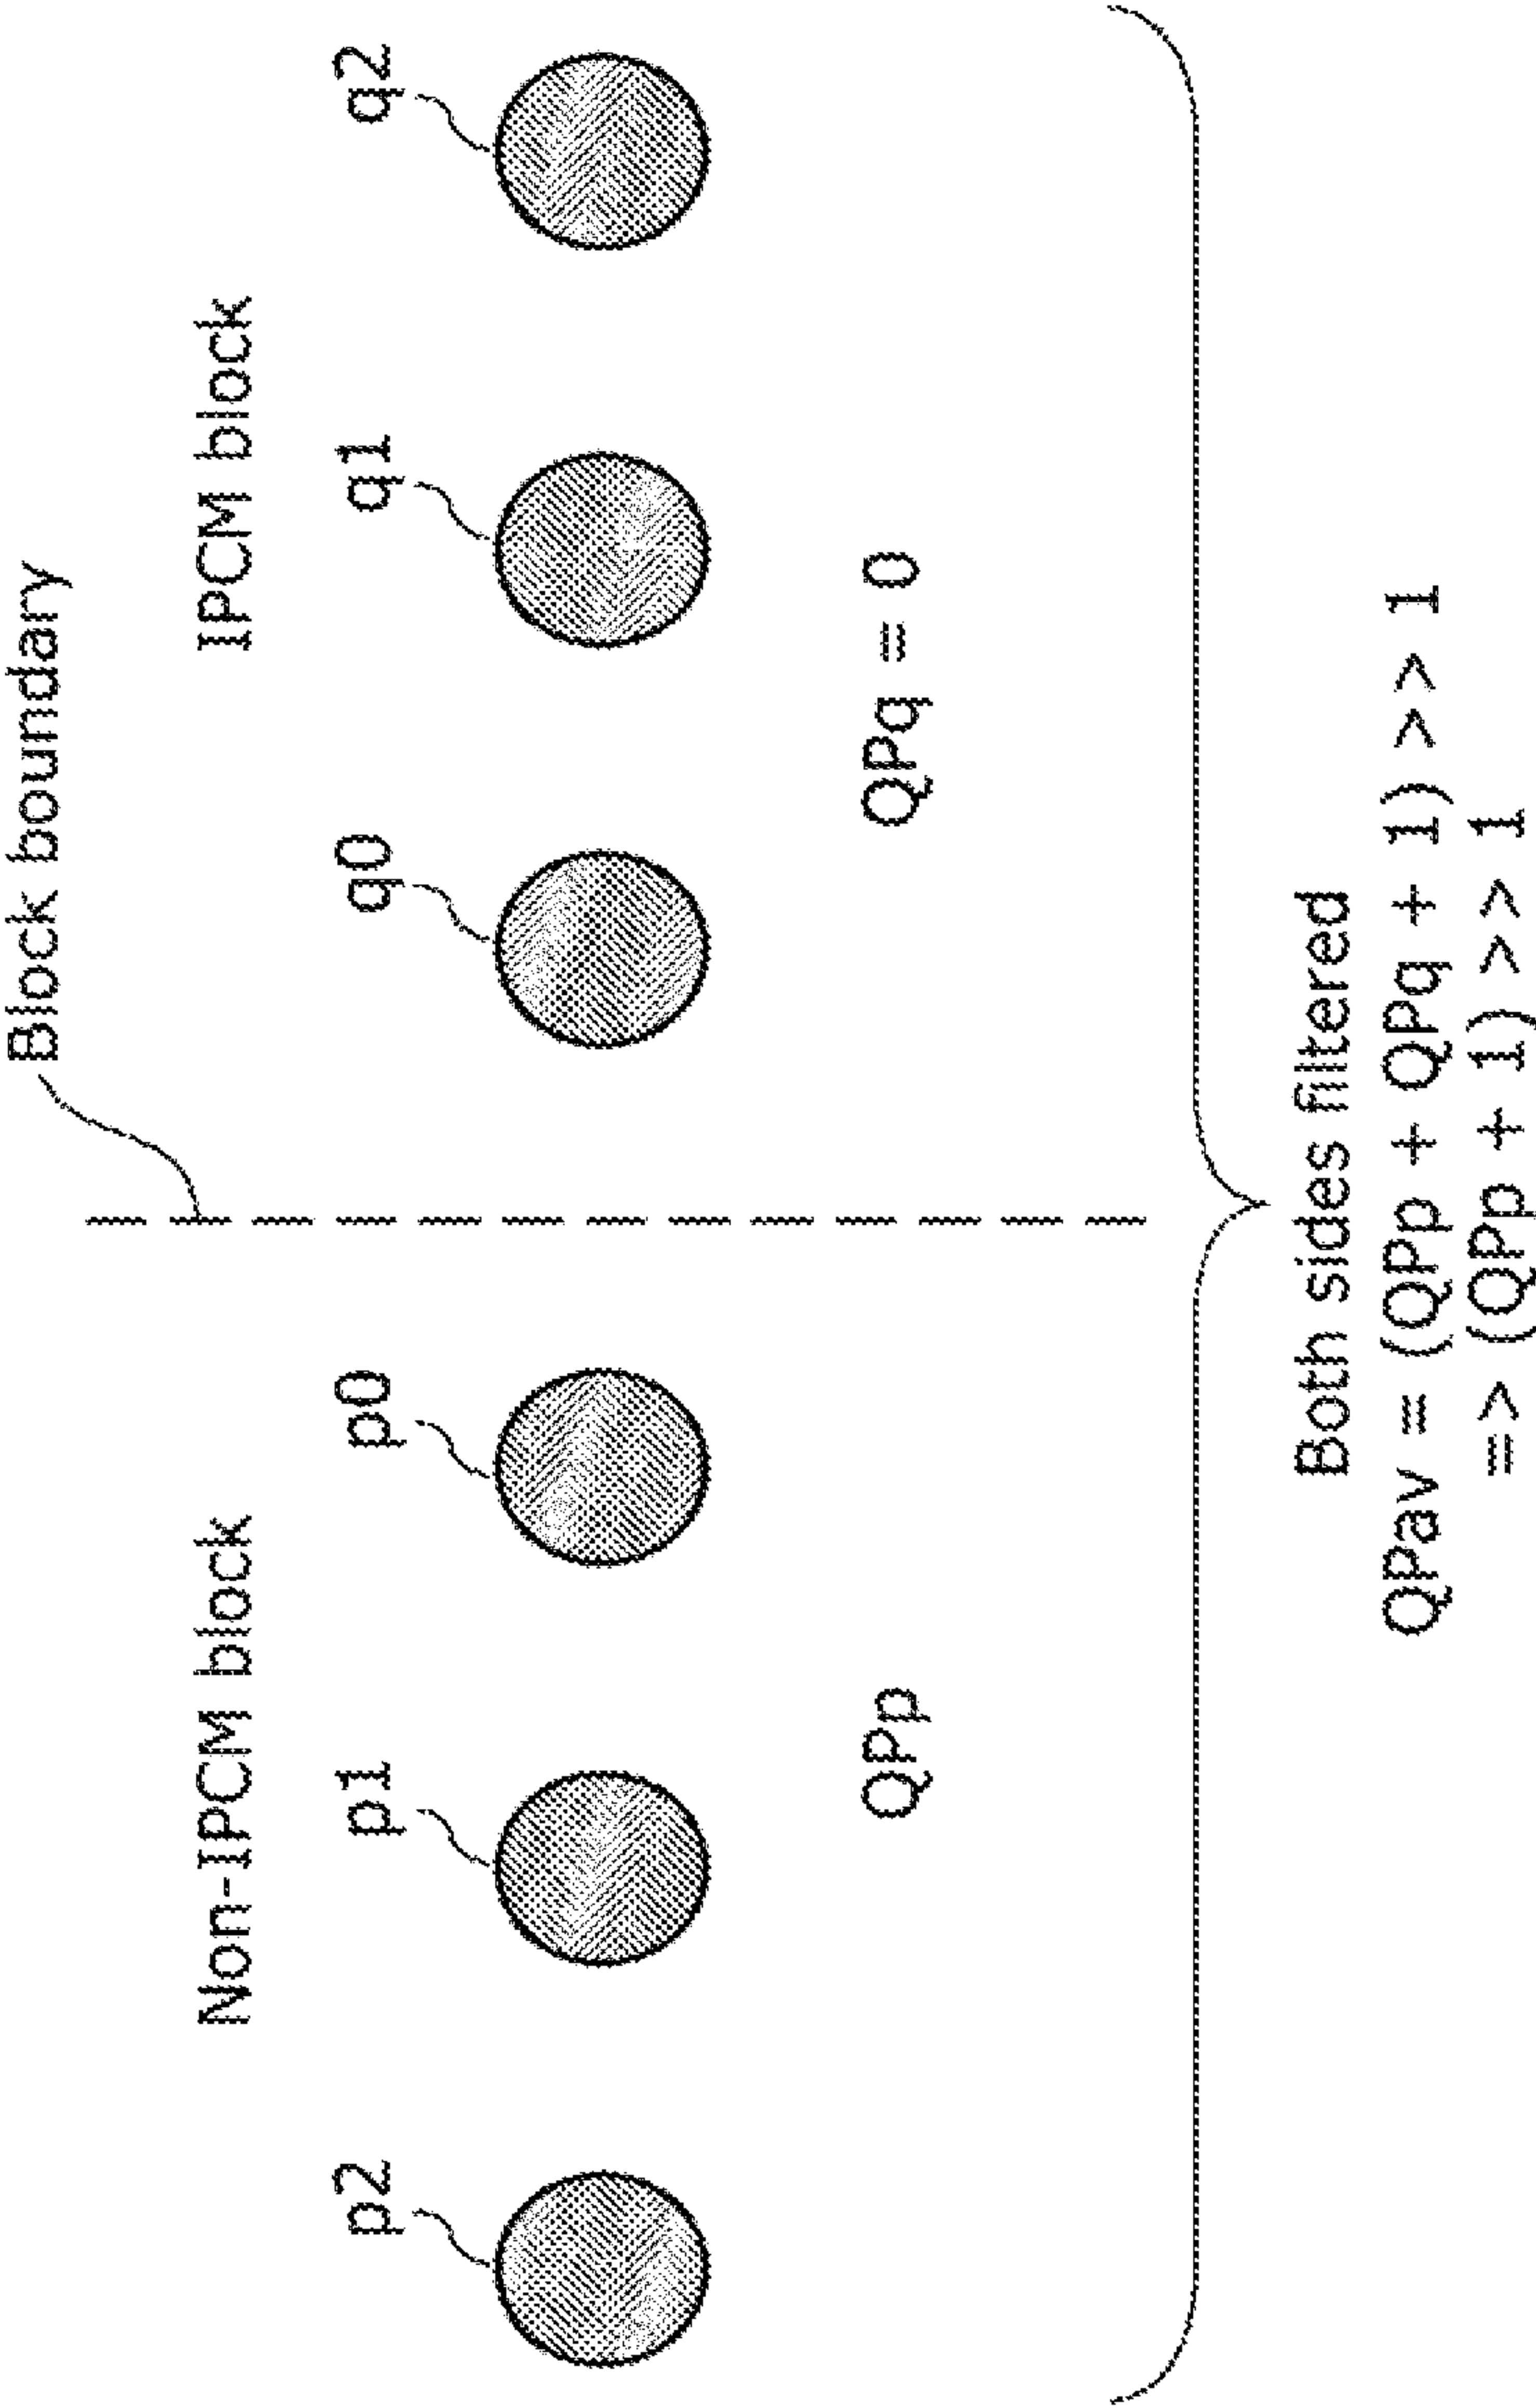 Block boundary
Non-IPCM block
IPCM block
p2
p1
p0
q0
q1
q2
QPp
QPq = 0
Both sides filtered
QPav = (QPp + QPq + 1) >> 1
=> (QPp + 1) >> 1